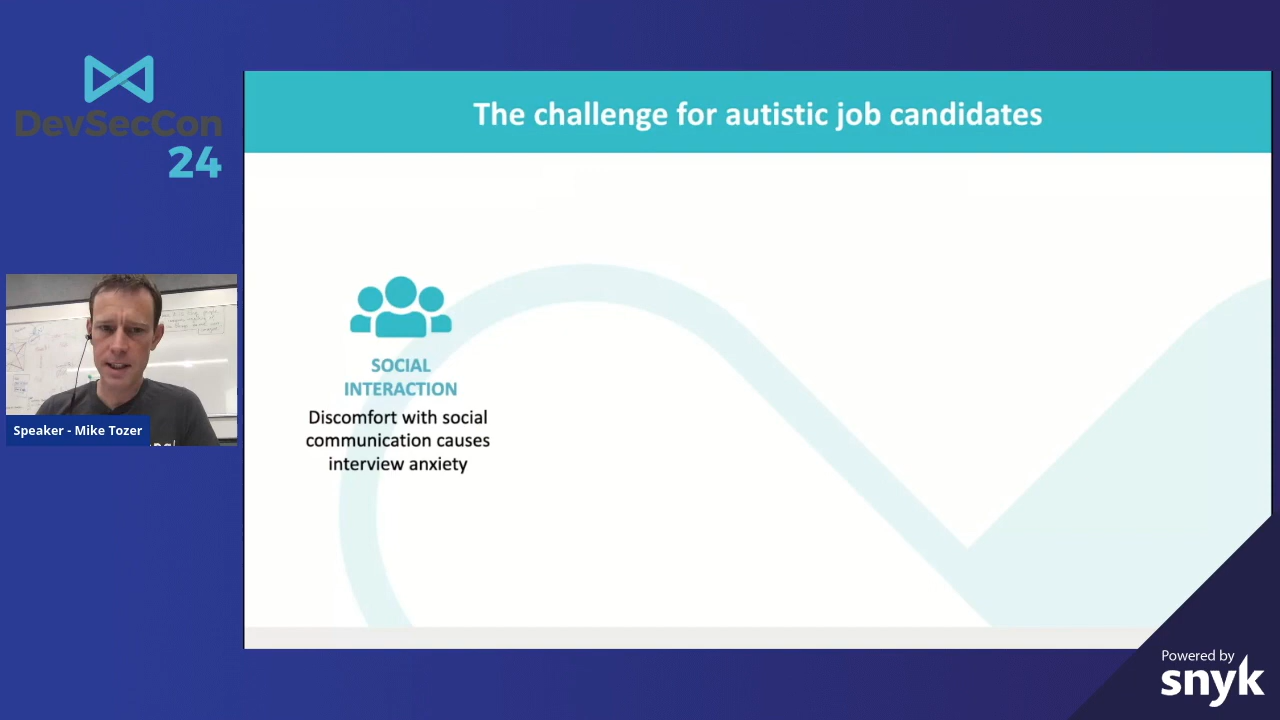 DevSecCon
24
The challenge for autistic job candidates
SOCIAL
INTERACTION
Discomfort with social
communication causes
interview anxiety
Speaker - Mike Tozer
Powered by
snyk